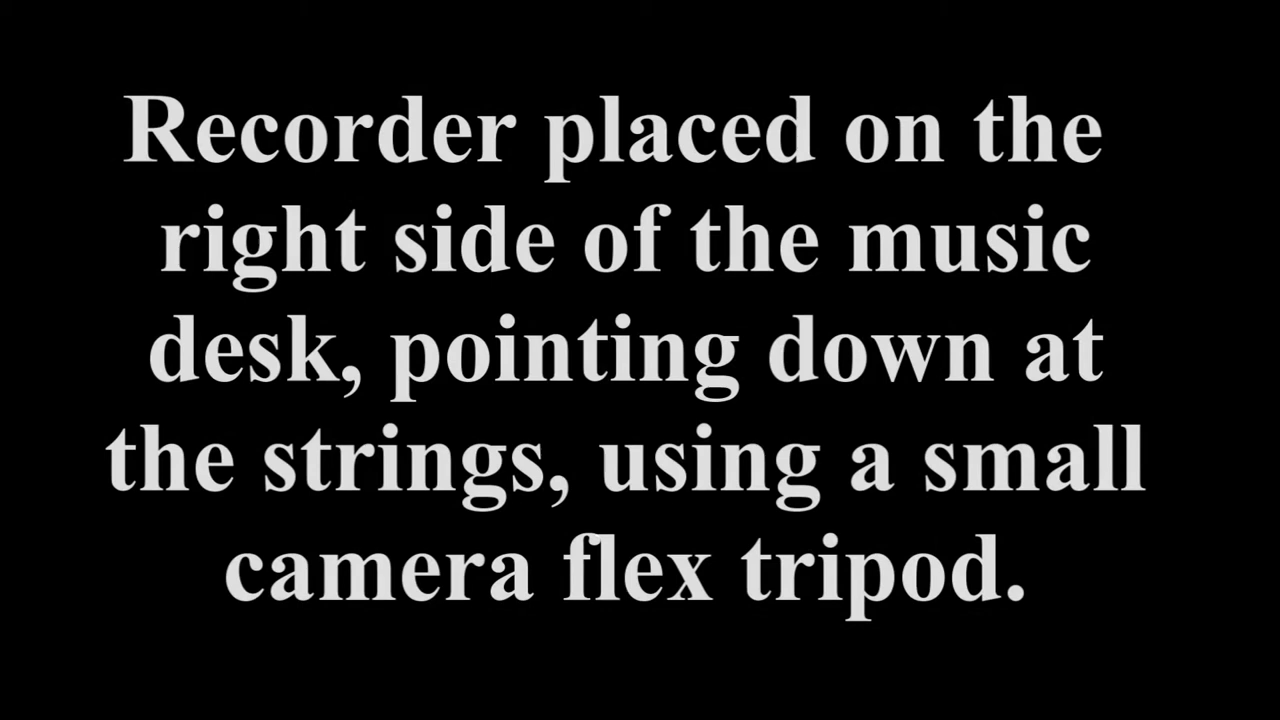 Recorder placed on the
right side of the music
desk, pointing down at
the strings, using a small
camera flex tripod.